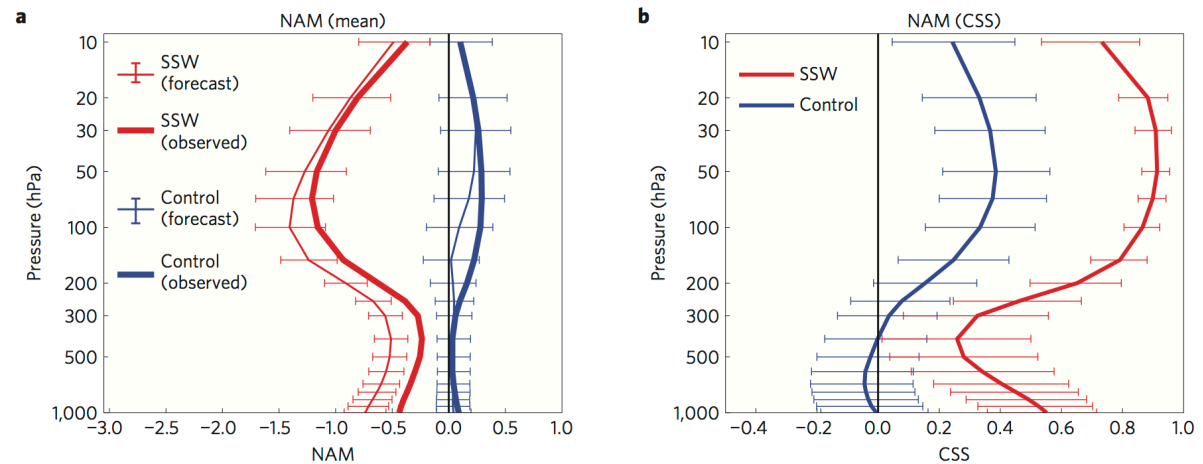 a
NAM (mean)
10
20
30
50
100
200
300
500
1,000
Pressure (hPa)
SSW
(forecast)
SSW
(observed)
Control
(forecast)
Control
(observed)
−3.0 −2.5 −2.0 −1.5 −1.0 −0.5 0.0 0.5 1.0
NAM
b
NAM (CSS)
10
20
30
50
100
200
300
500
1,000
Pressure (hPa)
SSW
Control
−0.4 −0.2 0.0 0.2 0.4 0.6 0.8 1.0
CSS